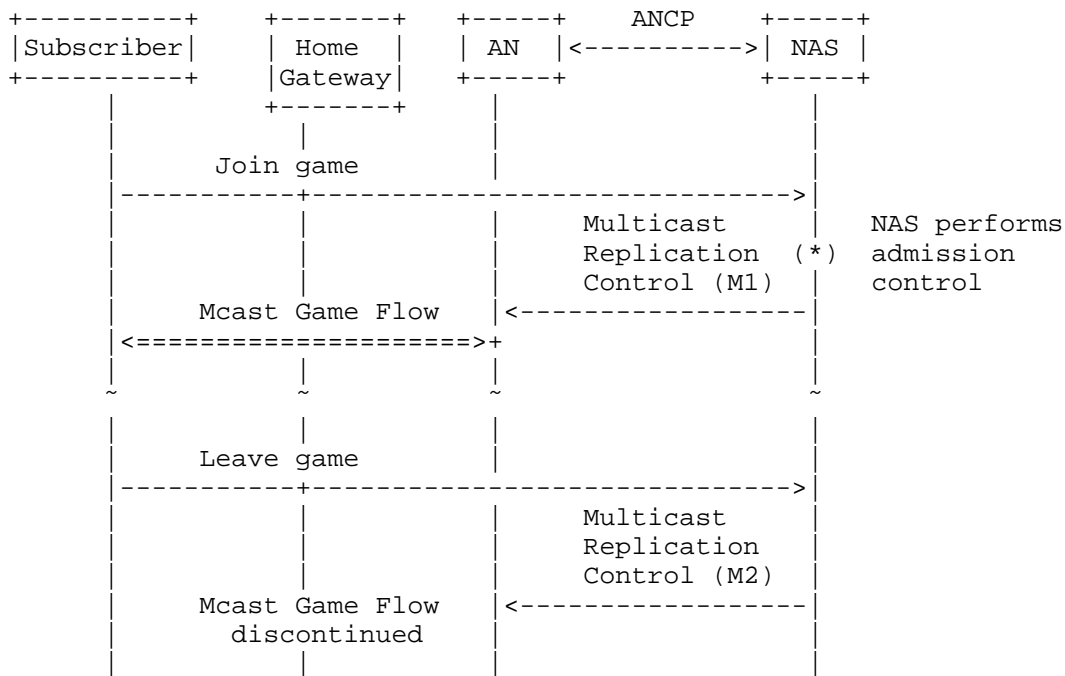 ANCP
Subscriber Home AN NAS
Gateway
Join game
Multicast NAS performs
Replication (*) admission
Control (M1) control
Mcast Game Flow
Leave game
Multicast
Replication
Control (M2)
Mcast Game Flow
discontinued